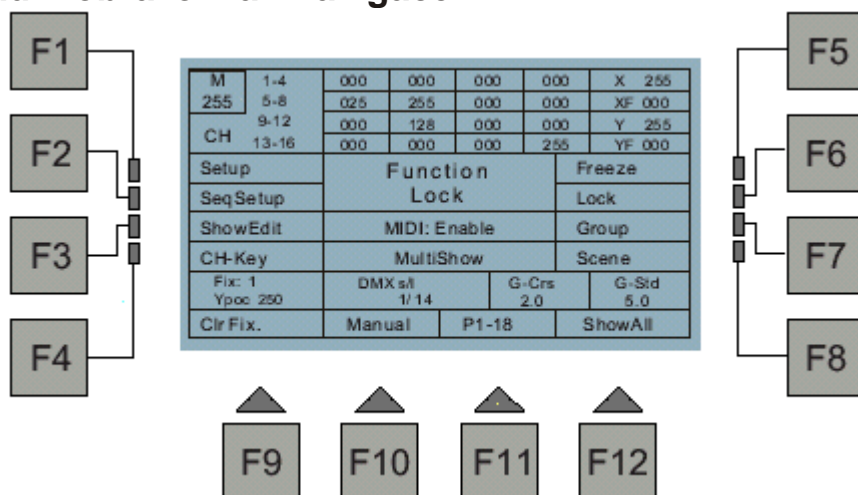 F1
F2
F3
F4
M 1-4 000 000 000 000 X 255
255 5-8 025 255 000 000 XF 000
CH 9-12 000 128 000 000 Y 255
13-16 000 000 000 255 YF 000
Setup Function Lock Freeze
SeqSetup Lock
ShowEdit MIDI: Enable Group
CH-Key MultiShow Scene
Fix: 1 DMX s/l G-Crs G-Std
Ypoc 250 1/14 2.0 5.0
Clr Fix. Manual P1-18 ShowAll
F5
F6
F7
F8
F9 F10 F11 F12